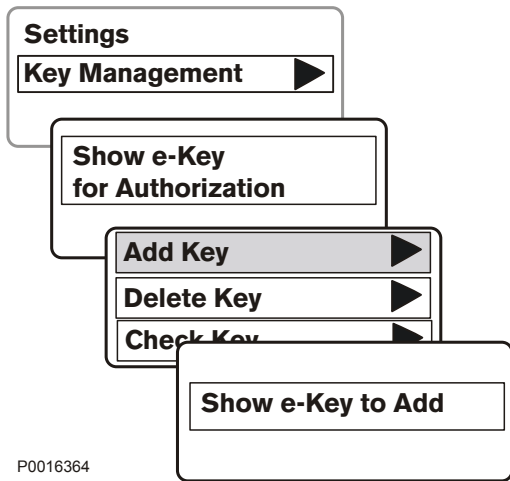 Settings
Key Management
Show e-Key
for Authorization
Add Key
Delete Key
Check Key
Show e-Key to Add
P0016364